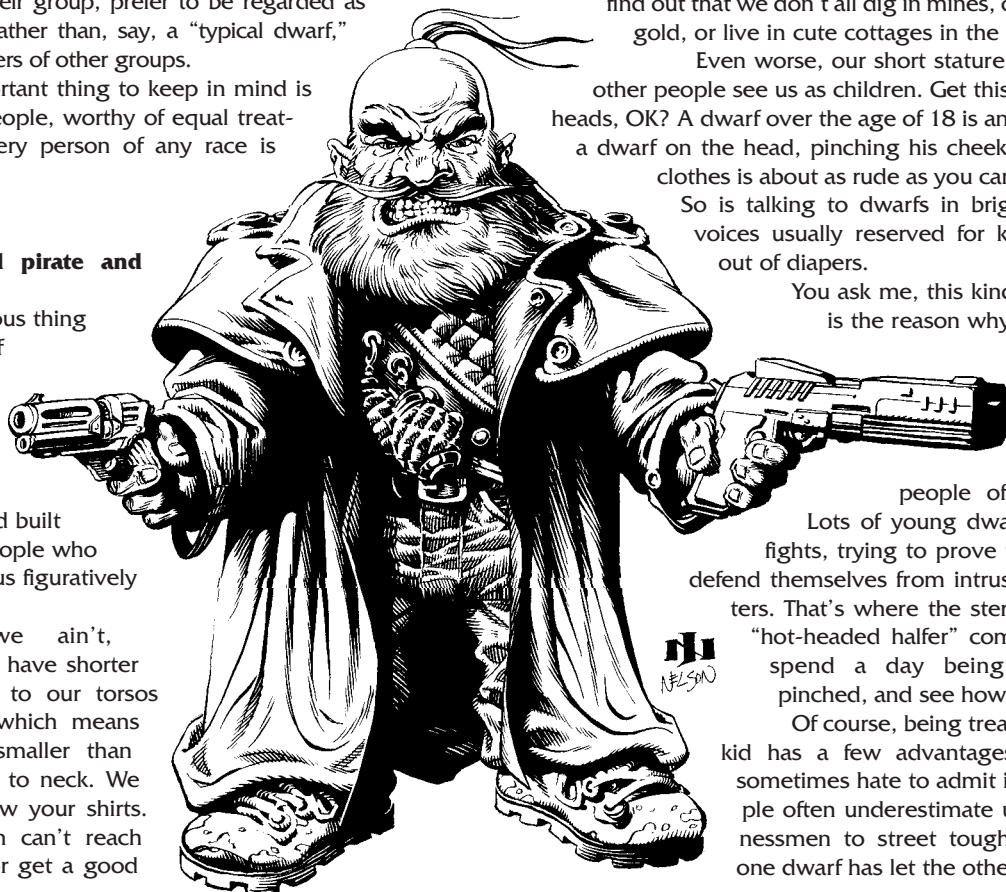 eir group, prefer to be regarded as
ather than, say, a “typical dwarf,”
ers of other groups.
rtant thing to keep in mind is
eople, worthy of equal treat-
ery person of any race is
pirate and
ous thing
f
d built
ople who
us figuratively
we ain't,
have shorter
to our torsos
which means
smaller than
to neck. We
w your shirts.
n can't reach
or get a good
find out that we don't all dig in mines,
gold, or live in cute cottages in the
Even worse, our short stature
other people see us as children. Get this
heads, OK? A dwarf over the age of 18 is an
a dwarf on the head, pinching his cheek
clothes is about as rude as you can
So is talking to dwarfs in brig
voices usually reserved for k
out of diapers.
You ask me, this kind
is the reason why
people of
Lots of young dwa
fights, trying to prove
defend themselves from intrus
ters. That's where the ster
“hot-headed halfer” com
spend a day being
pinched, and see how
Of course, being trea
kid has a few advantages
sometimes hate to admit i
ple often underestimate u
nessmen to street tough
one dwarf has let the othe
NELSON